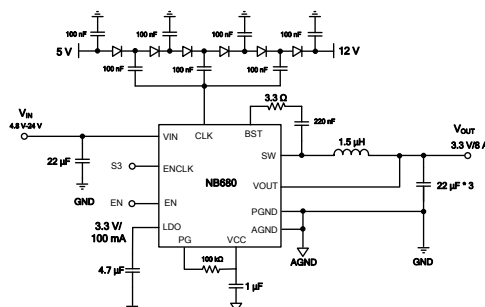 100 nF
100 nF
100 nF
100 nF
5 V
12 V
100 nF
100 nF
100 nF
3.3 Ω
220 nF
V_IN
4.8 V-24 V
VIN
CLK
BST
SW
1.5 μH
V_OUT
3.3 V/8 A
22 μF
GND
S3
ENCLK
NB680
VOUT
22 μF * 3
EN
EN
PGND
3.3 V/
100 mA
LDO
AGND
PG
VCC
AGND
GND
100 kΩ
4.7 μF
1 μF